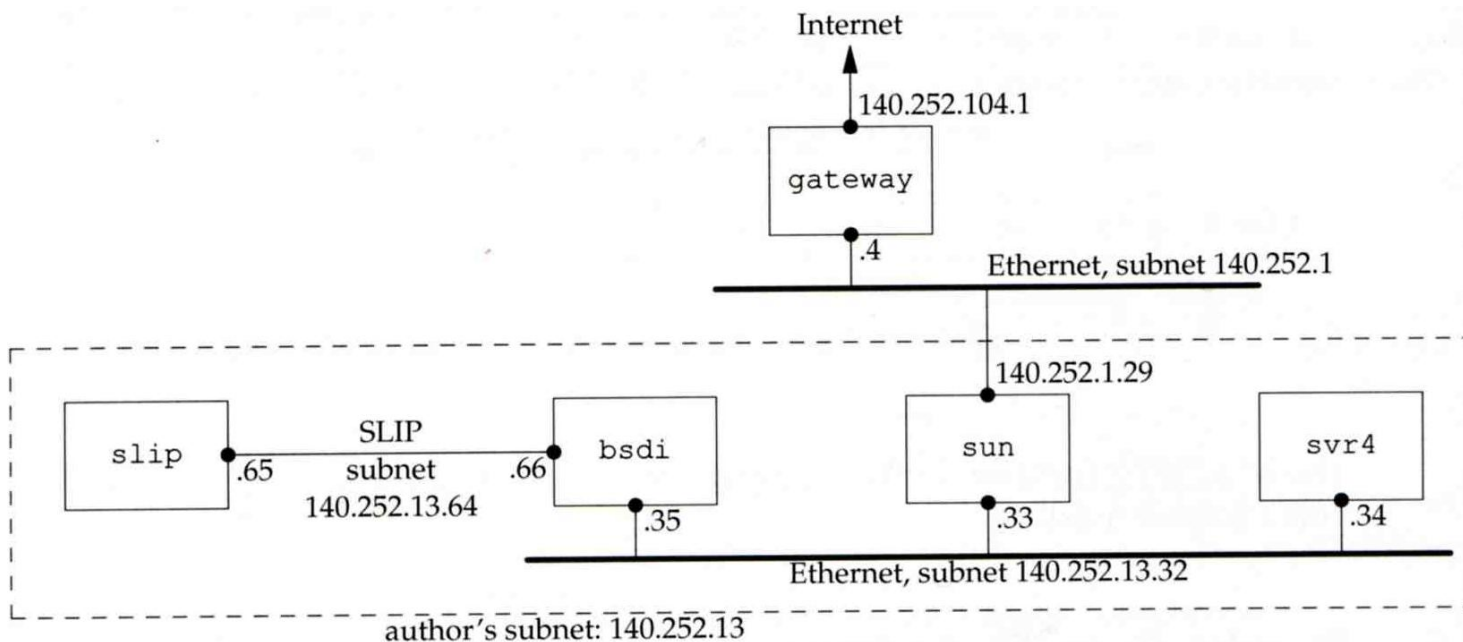 Internet
140.252.104.1
gateway
.4
Ethernet, subnet 140.252.1
140.252.1.29
slip
SLIP
bsdi
sun
svr4
.65
subnet
.66
140.252.13.64
.35
.33
.34
Ethernet, subnet 140.252.13.32
author's subnet: 140.252.13